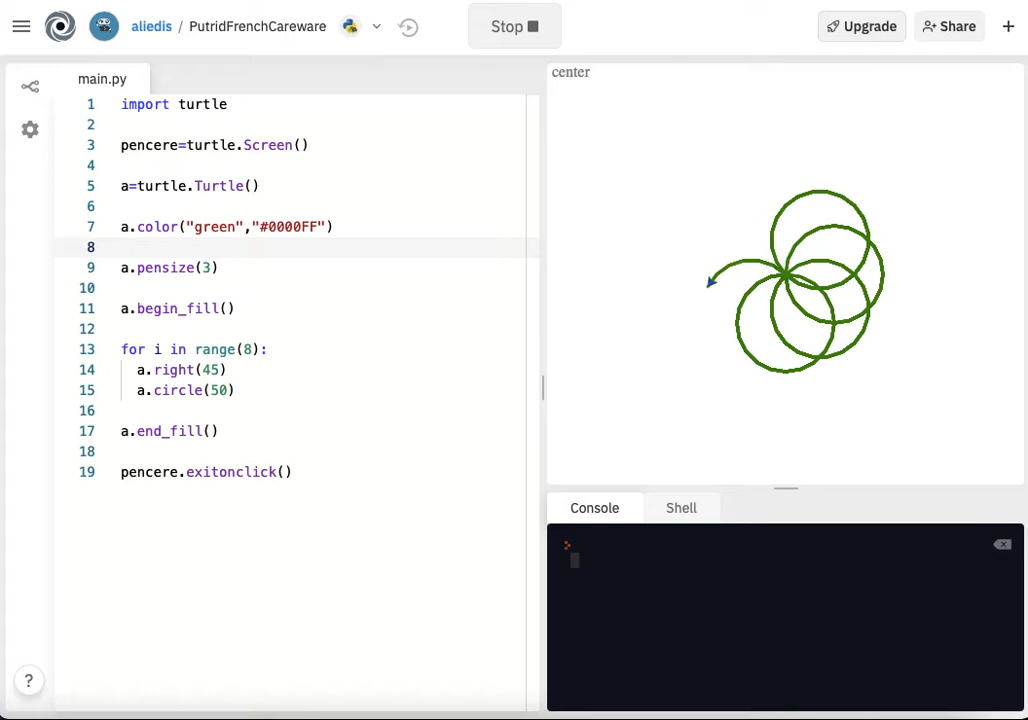 aliedis / PutridFrenchCareware
Stop
Upgrade
Share
main.py
center
1 import turtle
2
3 pencere=turtle.Screen()
4
5 a=turtle.Turtle()
6
7 a.color("green","#0000FF")
8
9 a.pensize(3)
10
11 a.begin_fill()
12
13 for i in range(8):
14 a.right(45)
15 a.circle(50)
16
17 a.end_fill()
18
19 pencere.exitonclick()
Console Shell
?